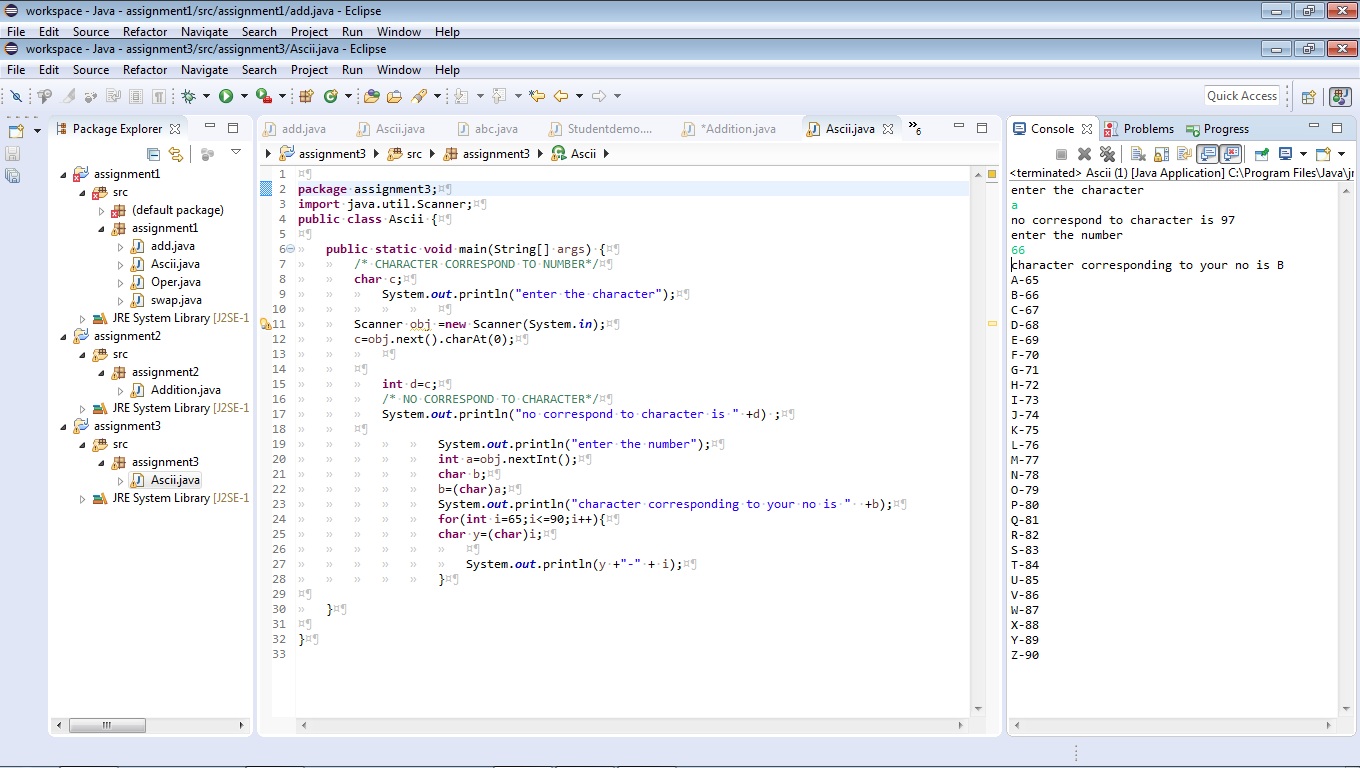 workspace - Java - assignment1/src/assignment1/add.java - Eclipse
File Edit Source Refactor Navigate Search Project Run Window Help
workspace - Java - assignment3/src/assignment3/Ascii.java - Eclipse
File Edit Source Refactor Navigate Search Project Run Window Help
Quick Access
Package Explorer
assignment1
src
(default package)
assignment1
add.java
Ascii.java
Oper.java
swap.java
JRE System Library [J2SE-1
assignment2
src
assignment2
Addition.java
JRE System Library [J2SE-1
assignment3
src
assignment3
Ascii.java
JRE System Library [J2SE-1
add.java Ascii.java abc.java Studentdemo.... *Addition.java Ascii.java »6
assignment3 src assignment3 Ascii
1
2 package assignment3;
3 import java.util.Scanner;
4 public class Ascii {
5
6 public static void main(String[] args) {
7 /* CHARACTER CORRESPOND TO NUMBER*/
8 char c;
9 System.out.println("enter the character");
10
11 Scanner obj =new Scanner(System.in);
12 c=obj.next().charAt(0);
13
14
15 int d=c;
16 /* NO CORRESPOND TO CHARACTER*/
17 System.out.println("no correspond to character is " +d) ;
18
19 System.out.println("enter the number");
20 int a=obj.nextInt();
21 char b;
22 b=(char)a;
23 System.out.println("character corresponding to your no is "  +b);
24 for(int i=65;i<=90;i++){
25 char y=(char)i;
26
27 System.out.println(y +"-" + i);
28 }
29
30 }
31
32 }
33
Console Problems Progress
<terminated> Ascii (1) [Java Application] C:\Program Files\Java\jr
enter the character
a
no correspond to character is 97
enter the number
66
character corresponding to your no is B
A-65
B-66
C-67
D-68
E-69
F-70
G-71
H-72
I-73
J-74
K-75
L-76
M-77
N-78
O-79
P-80
Q-81
R-82
S-83
T-84
U-85
V-86
W-87
X-88
Y-89
Z-90